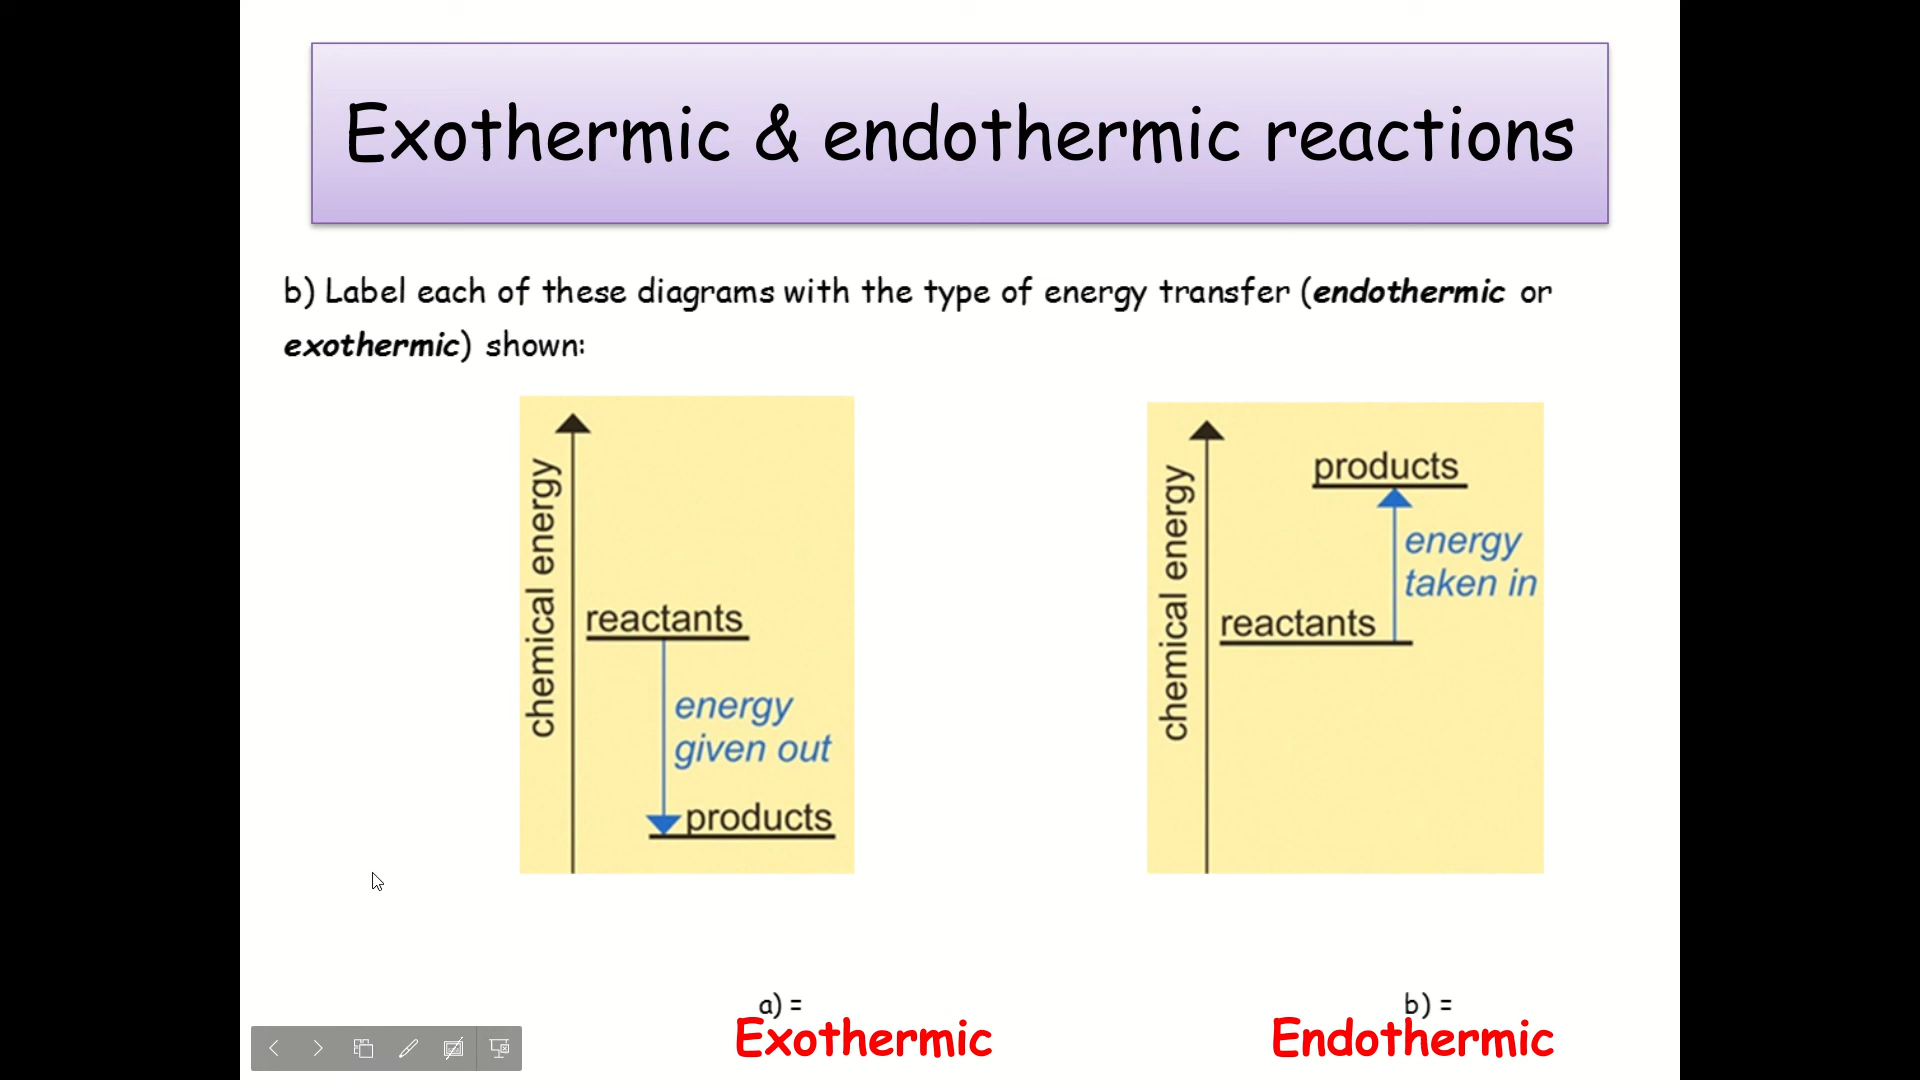 Exothermic & endothermic reactions
b) Label each of these diagrams with the type of energy transfer (endothermic or
exothermic) shown:
chemical energy
reactants
energy
given out
products
chemical energy
products
energy
taken in
reactants
a) =
Exothermic
b) =
Endothermic